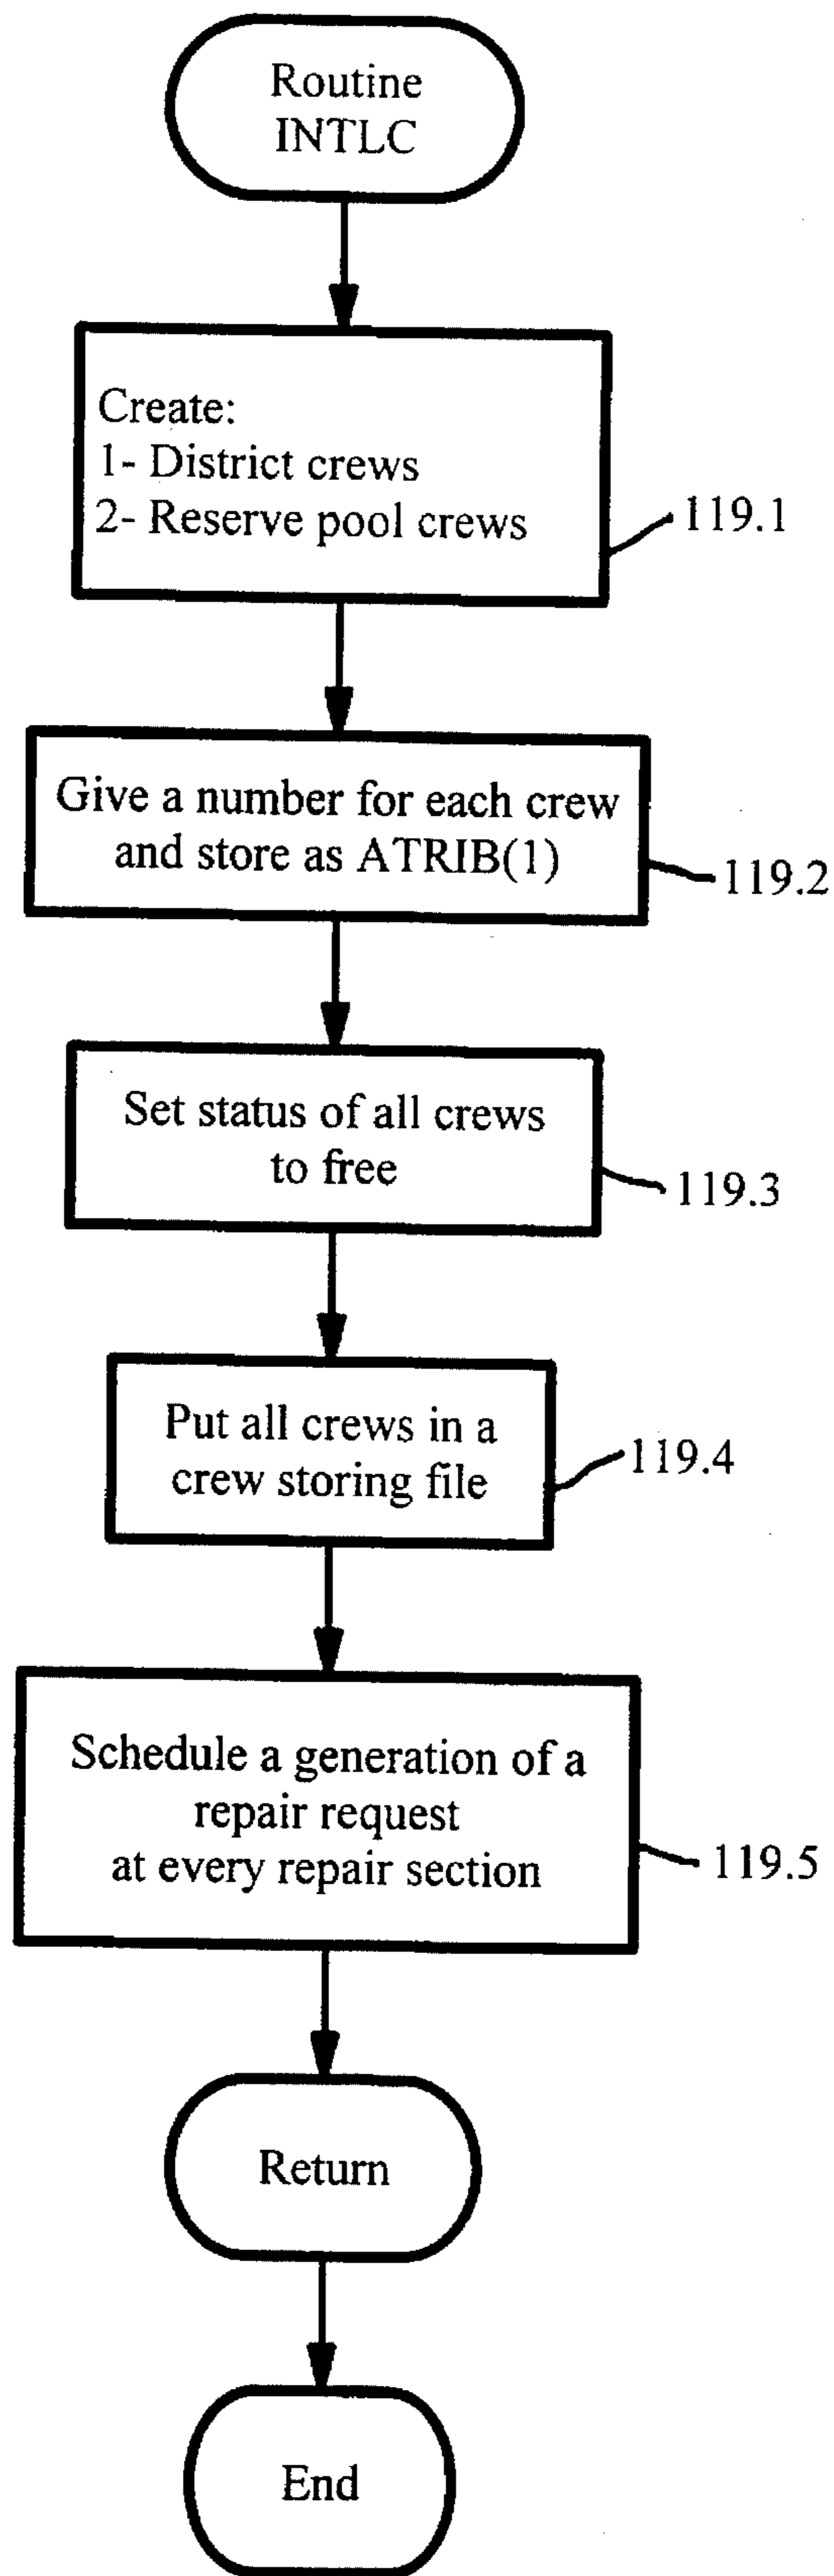 Routine
INTLC
Create:
1- District crews
2- Reserve pool crews
119.1
Give a number for each crew
and store as ATRIB(1)
119.2
Set status of all crews
to free
119.3
Put all crews in a
crew storing file
119.4
Schedule a generation of a
repair request
at every repair section
119.5
Return
End